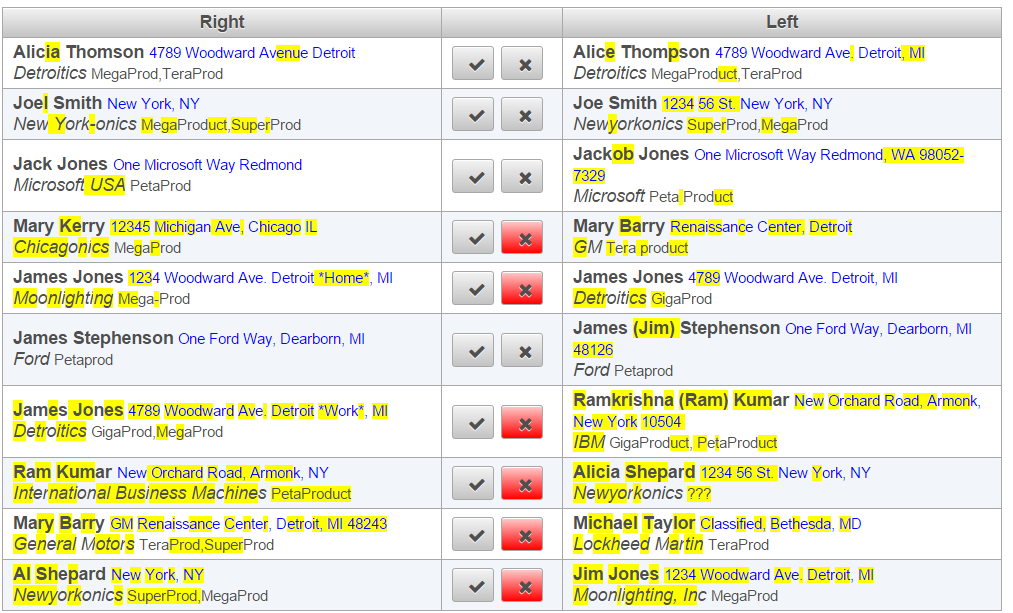 Right Left
Alicia Thomson 4789 Woodward Avenue Detroit
Detroitics MegaProd,TeraProd
Alice Thompson 4789 Woodward Ave. Detroit, MI
Detroitics MegaProduct,TeraProd
Joel Smith New York, NY
New York-onics MegaProduct,SuperProd
Joe Smith 1234 56 St. New York, NY
Newyorkonics SuperProd,MegaProd
Jack Jones One Microsoft Way Redmond
Microsoft USA PetaProd
Jackob Jones One Microsoft Way Redmond, WA 98052-
7329
Microsoft Peta Product
Mary Kerry 12345 Michigan Ave, Chicago IL
Chicagonics MegaProd
Mary Barry Renaissance Center, Detroit
GM Tera product
James Jones 1234 Woodward Ave. Detroit *Home*, MI
Moonlighting Mega-Prod
James Jones 4789 Woodward Ave. Detroit, MI
Detroitics GigaProd
James Stephenson One Ford Way, Dearborn, MI
Ford Petaprod
James (Jim) Stephenson One Ford Way, Dearborn, MI
48126
Ford Petaprod
James Jones 4789 Woodward Ave. Detroit *Work*, MI
Detroitics GigaProd,MegaProd
Ramkrishna (Ram) Kumar New Orchard Road, Armonk,
New York 10504
IBM GigaProduct, PetaProduct
Ram Kumar New Orchard Road, Armonk, NY
International Business Machines PetaProduct
Alicia Shepard 1234 56 St. New York, NY
Newyorkonics ???
Mary Barry GM Renaissance Center, Detroit, MI 48243
General Motors TeraProd,SuperProd
Michael Taylor Classified, Bethesda, MD
Lockheed Martin TeraProd
Al Shepard New York, NY
Newyorkonics SuperProd,MegaProd
Jim Jones 1234 Woodward Ave. Detroit, MI
Moonlighting, Inc MegaProd